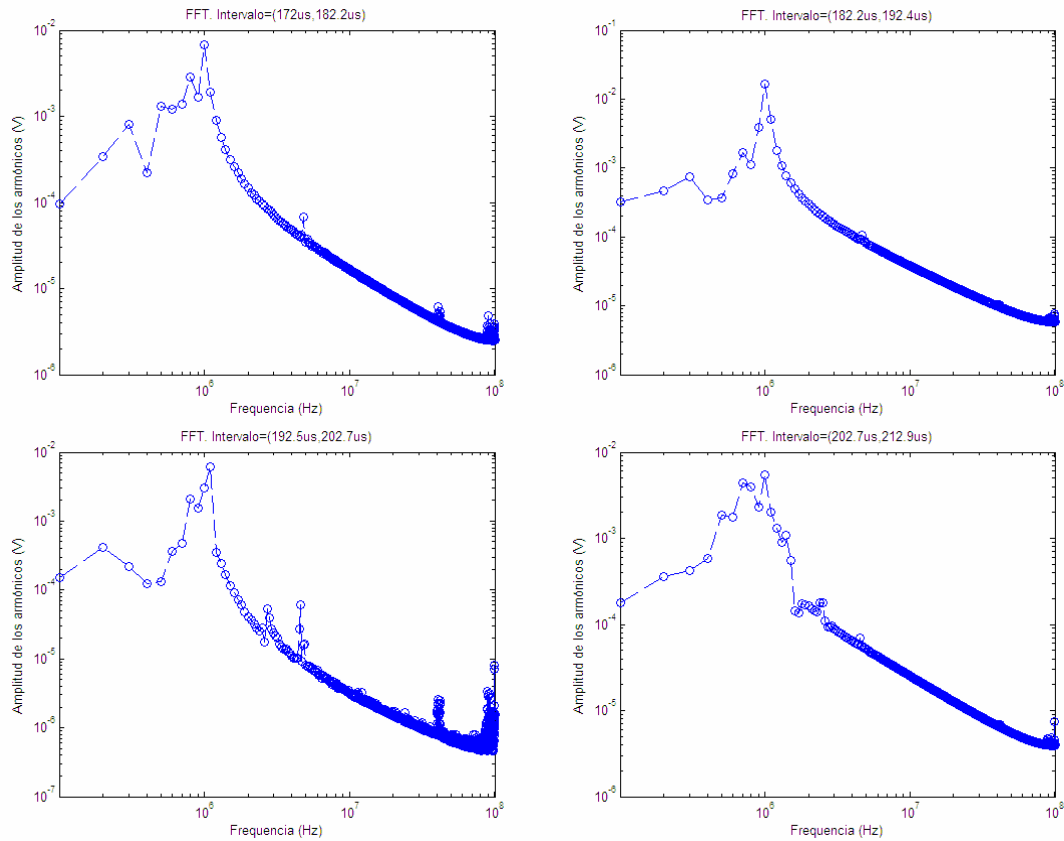 FFT. Intervalo=(172us,182.2us)
Amplitud de los armónicos (V)
10^-2
10^-3
10^-4
10^-5
10^-6
10^6
10^7
10^8
Frequencia (Hz)
FFT. Intervalo=(182.2us,192.4us)
Amplitud de los armónicos (V)
10^-1
10^-2
10^-3
10^-4
10^-5
10^-6
10^6
10^7
10^8
Frequencia (Hz)
FFT. Intervalo=(192.5us,202.7us)
Amplitud de los armónicos (V)
10^-2
10^-3
10^-4
10^-5
10^-6
10^-7
10^6
10^7
10^8
Frequencia (Hz)
FFT. Intervalo=(202.7us,212.9us)
Amplitud de los armónicos (V)
10^-2
10^-3
10^-4
10^-5
10^-6
10^6
10^7
10^8
Frequencia (Hz)